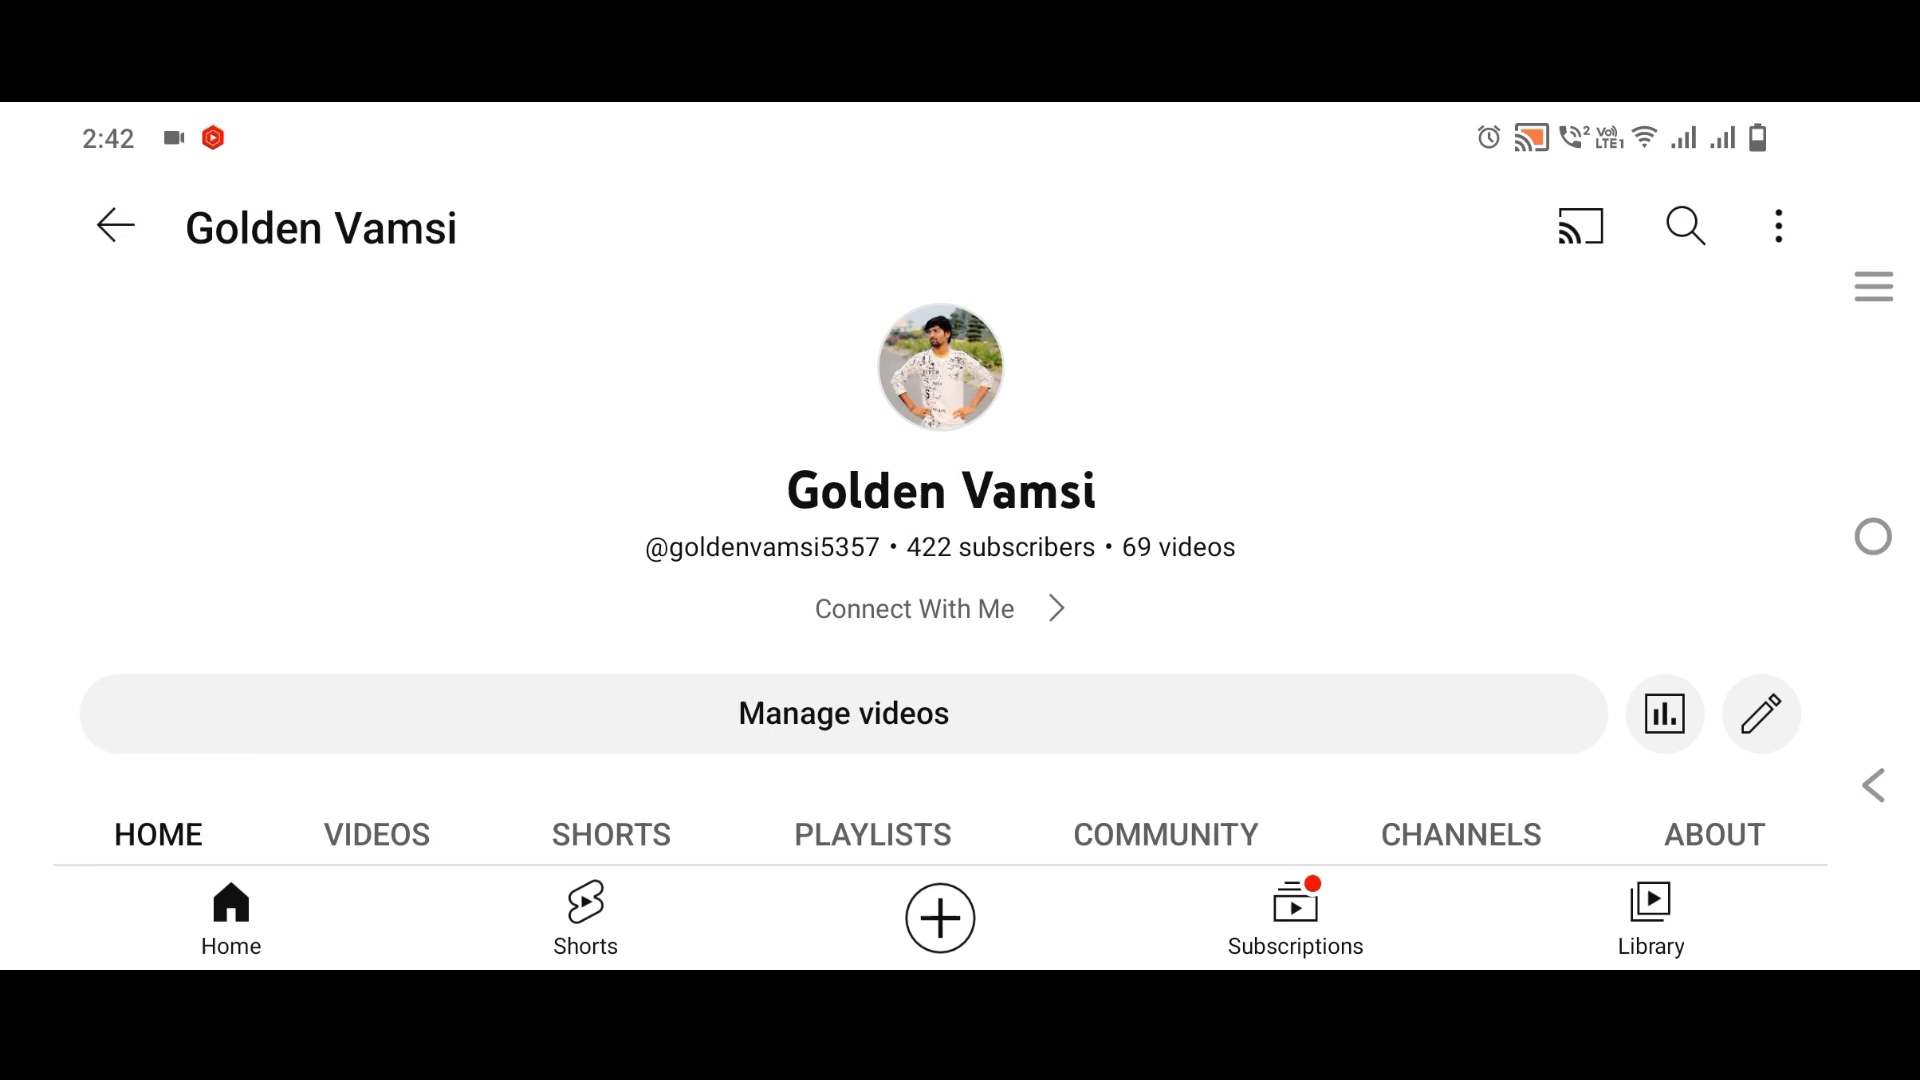 2:42
Golden Vamsi
Golden Vamsi
@goldenvamsi5357 • 422 subscribers • 69 videos
Connect With Me
Manage videos
HOME VIDEOS SHORTS PLAYLISTS COMMUNITY CHANNELS ABOUT
Home Shorts Subscriptions Library